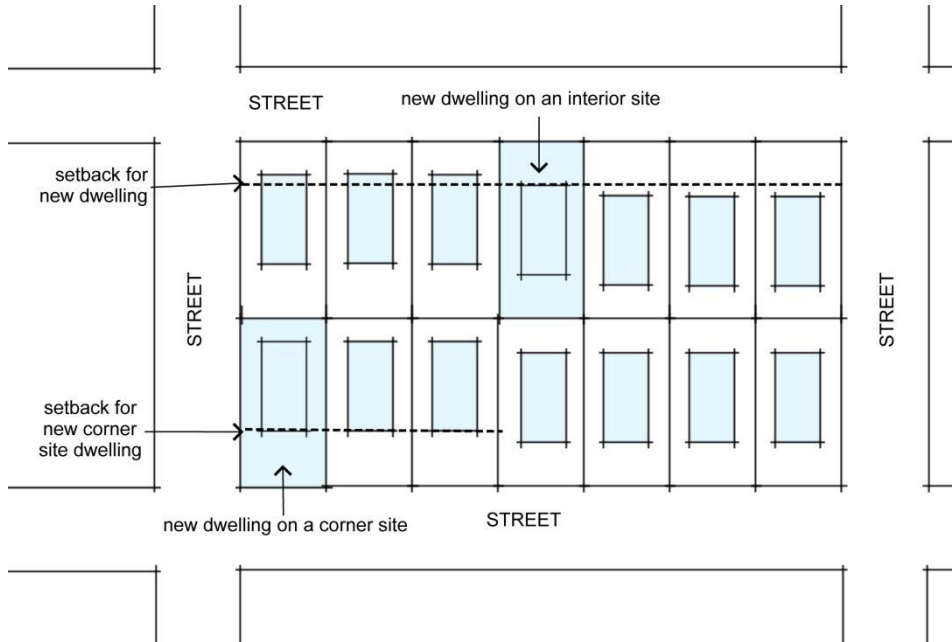 STREET
new dwelling on an interior site
setback for
new dwelling
STREET
STREET
setback for
new corner
site dwelling
new dwelling on a corner site
STREET